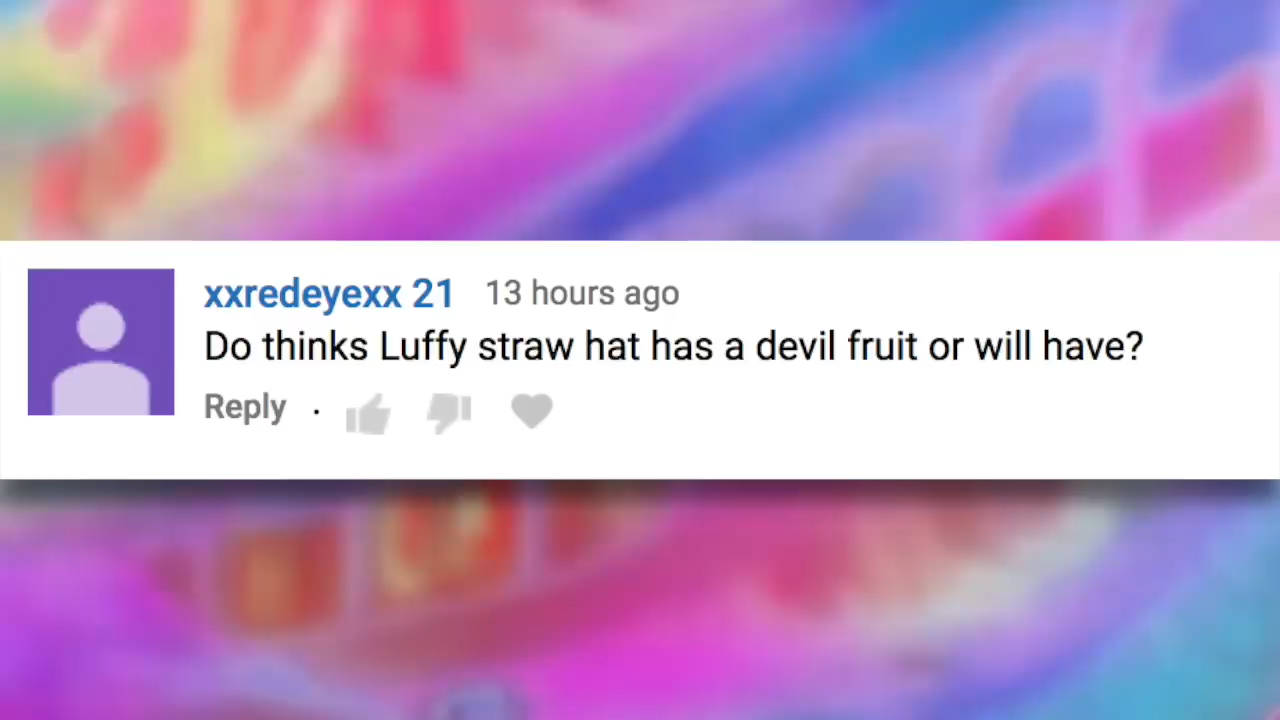 xxredeyexx 21 13 hours ago
Do thinks Luffy straw hat has a devil fruit or will have?
Reply ·